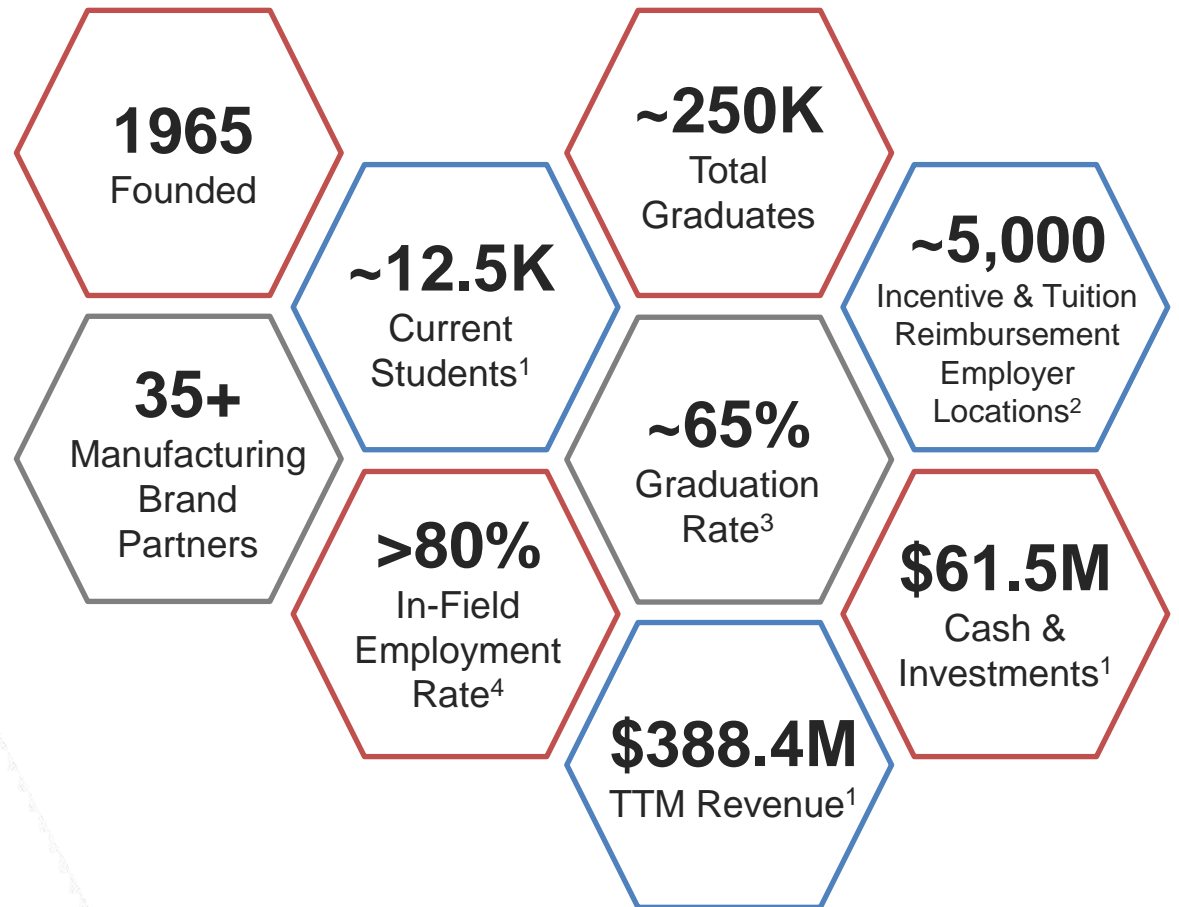 1965
Founded
~250K
Total
Graduates
~12.5K
Current
Students¹
~5,000
Incentive & Tuition
Reimbursement
Employer
Locations²
35+
Manufacturing
Brand
Partners
~65%
Graduation
Rate³
>80%
In-Field
Employment
Rate⁴
$61.5M
Cash &
Investments¹
$388.4M
TTM Revenue¹